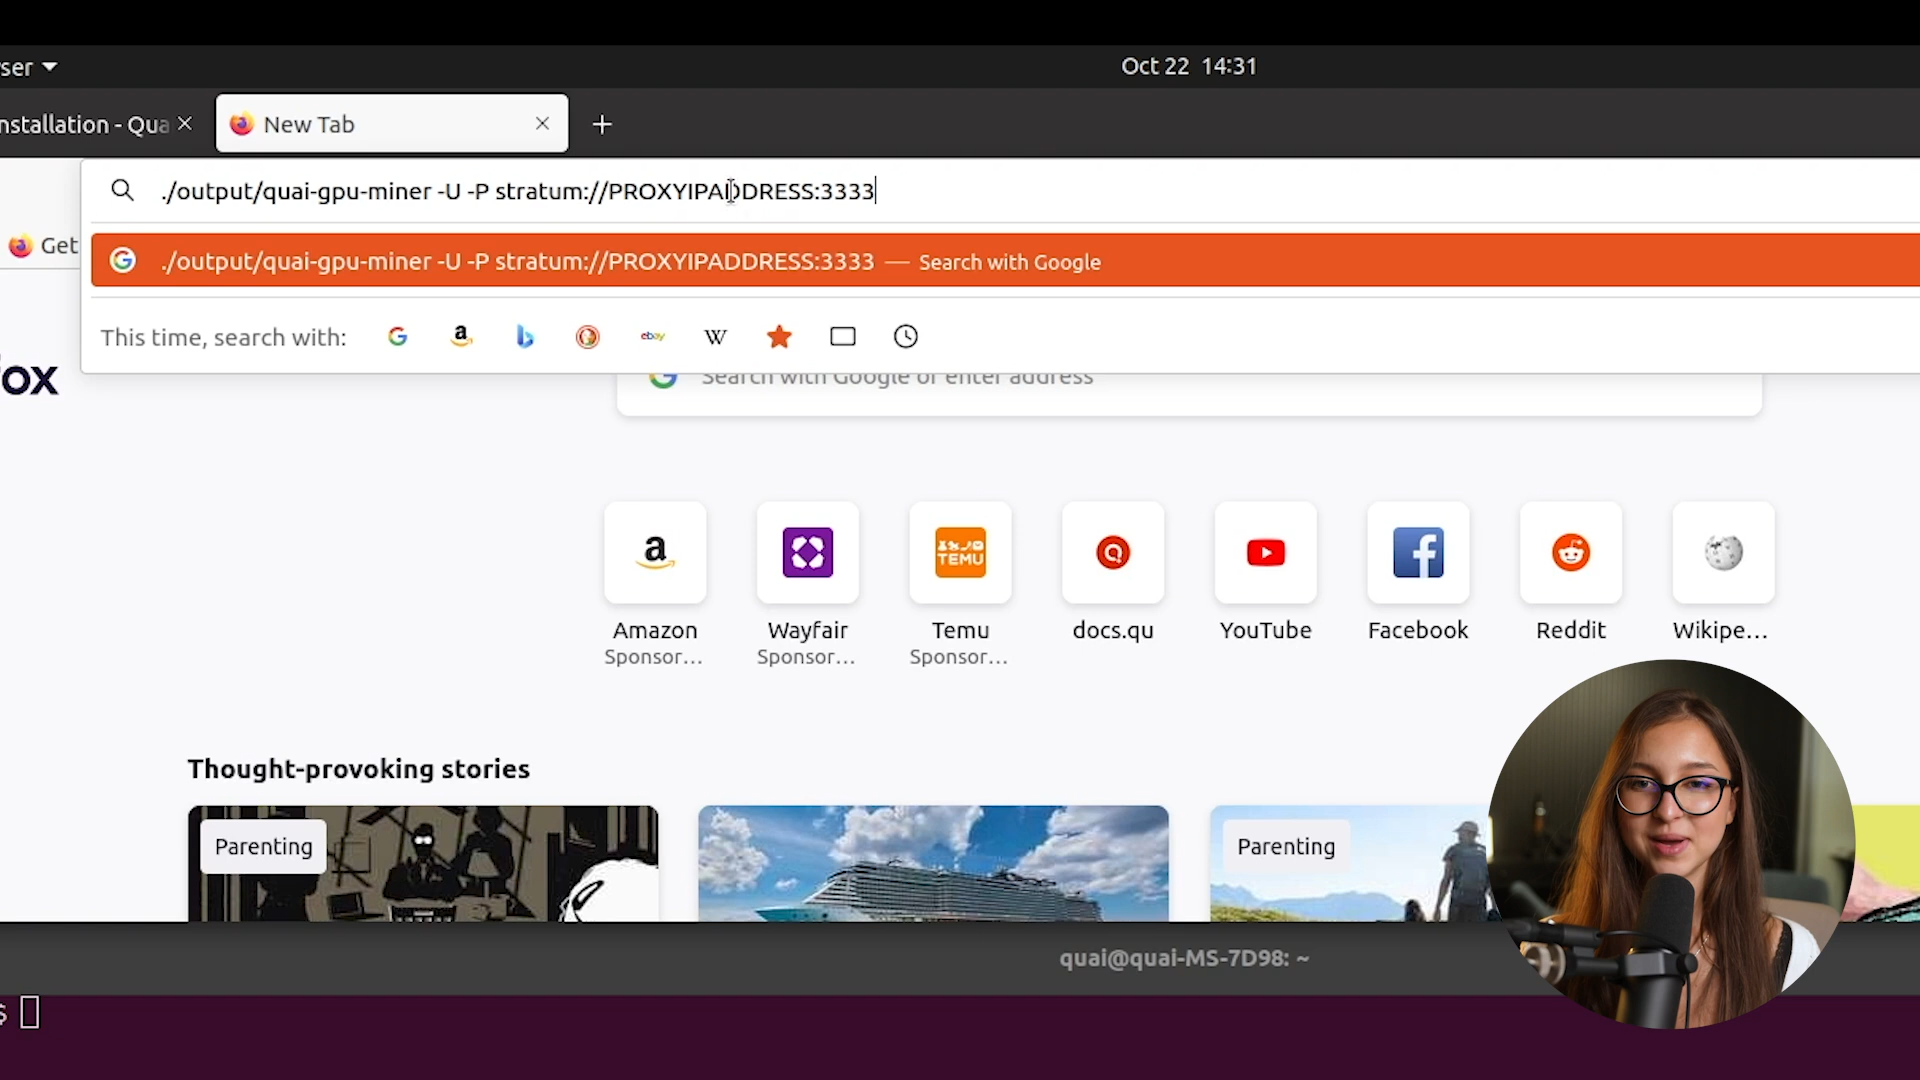 ser
Oct 22 14:31
nstallation - Qua
New Tab
./output/quai-gpu-miner -U -P stratum://PROXYIPADDRESS:3333
Get
./output/quai-gpu-miner -U -P stratum://PROXYIPADDRESS:3333 — Search with Google
This time, search with:
a
ebay
W
fox
Search with Google or enter address
a
TEMU
Amazon
Wayfair
Temu
docs.qu
YouTube
Facebook
Reddit
Wikipe...
Sponsor...
Sponsor...
Sponsor...
Thought-provoking stories
Parenting
Parenting
quai@quai-MS-7D98: ~
$